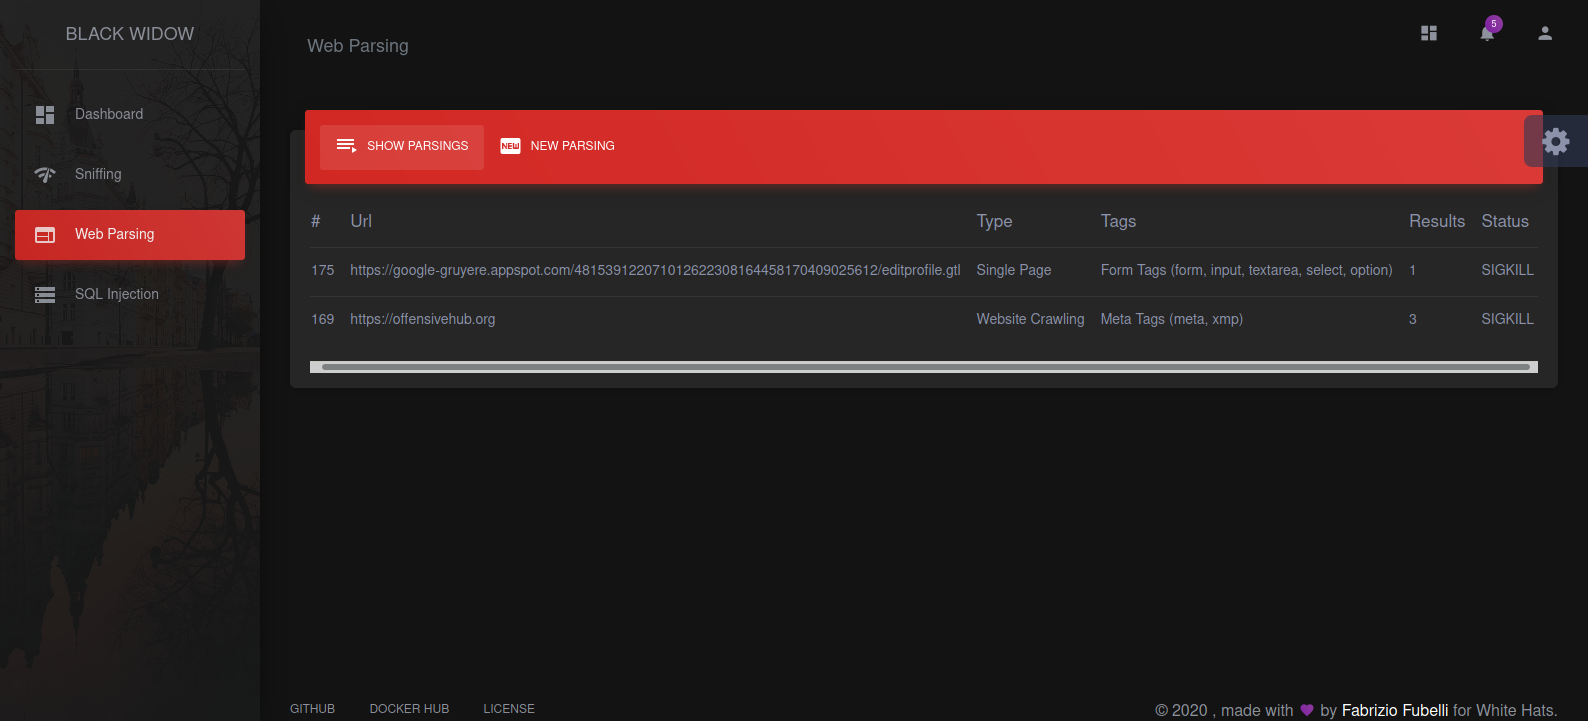 BLACK WIDOW
Dashboard
Sniffing
Web Parsing
SQL Injection
Web Parsing
5
SHOW PARSINGS NEW NEW PARSING
# Url Type Tags Results Status
175 https://google-gruyere.appspot.com/481539122071012622308164458170409025612/editprofile.gtl Single Page Form Tags (form, input, textarea, select, option) 1 SIGKILL
169 https://offensivehub.org Website Crawling Meta Tags (meta, xmp) 3 SIGKILL
GITHUB DOCKER HUB LICENSE
© 2020 , made with ♥ by Fabrizio Fubelli for White Hats.